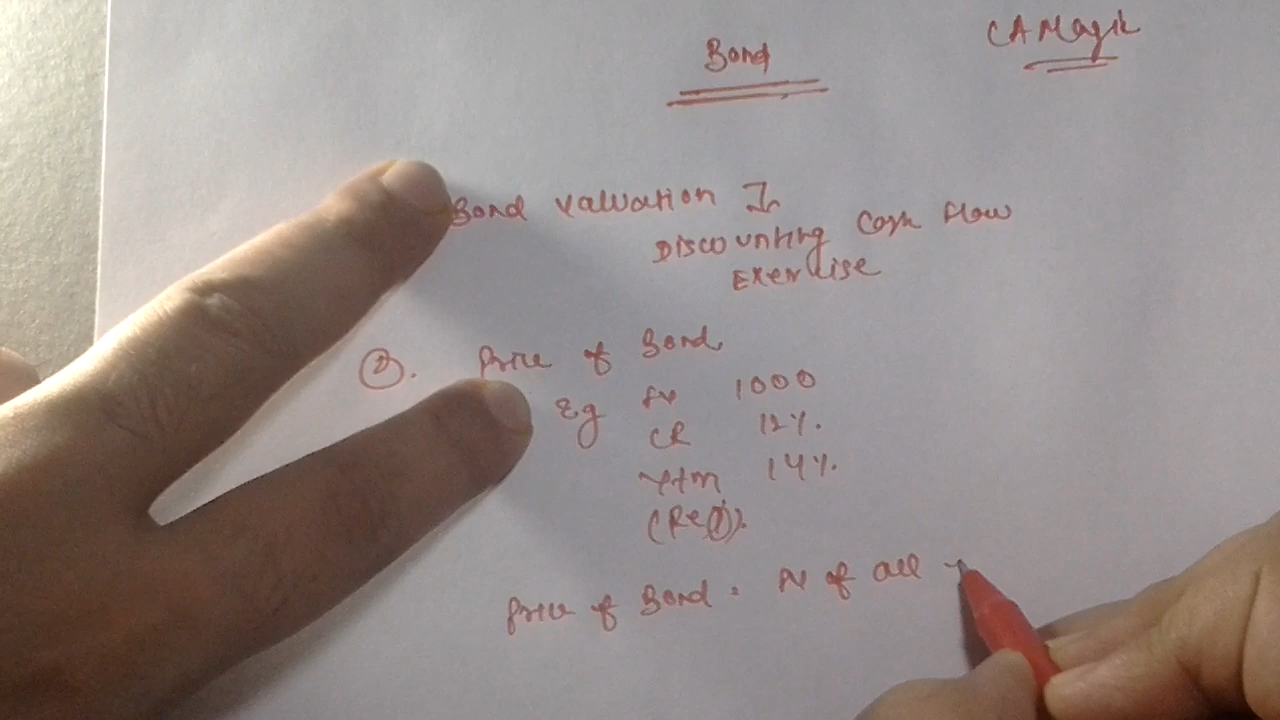 Bond
CA Magik
Bond Valuation Is
Discounting Cash Flow
Exercise
②. Price of Bond
Eg FV 1000
CR 12%.
YTM 14%.
Price of Bond = PV of all